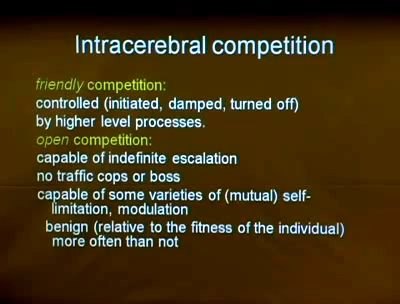 Intracerebral competition
friendly competition:
controlled (initiated, damped, turned off)
by higher level processes.
open competition:
capable of indefinite escalation
no traffic cops or boss
capable of some varieties of (mutual) self-
limitation, modulation
benign (relative to the fitness of the individual)
more often than not